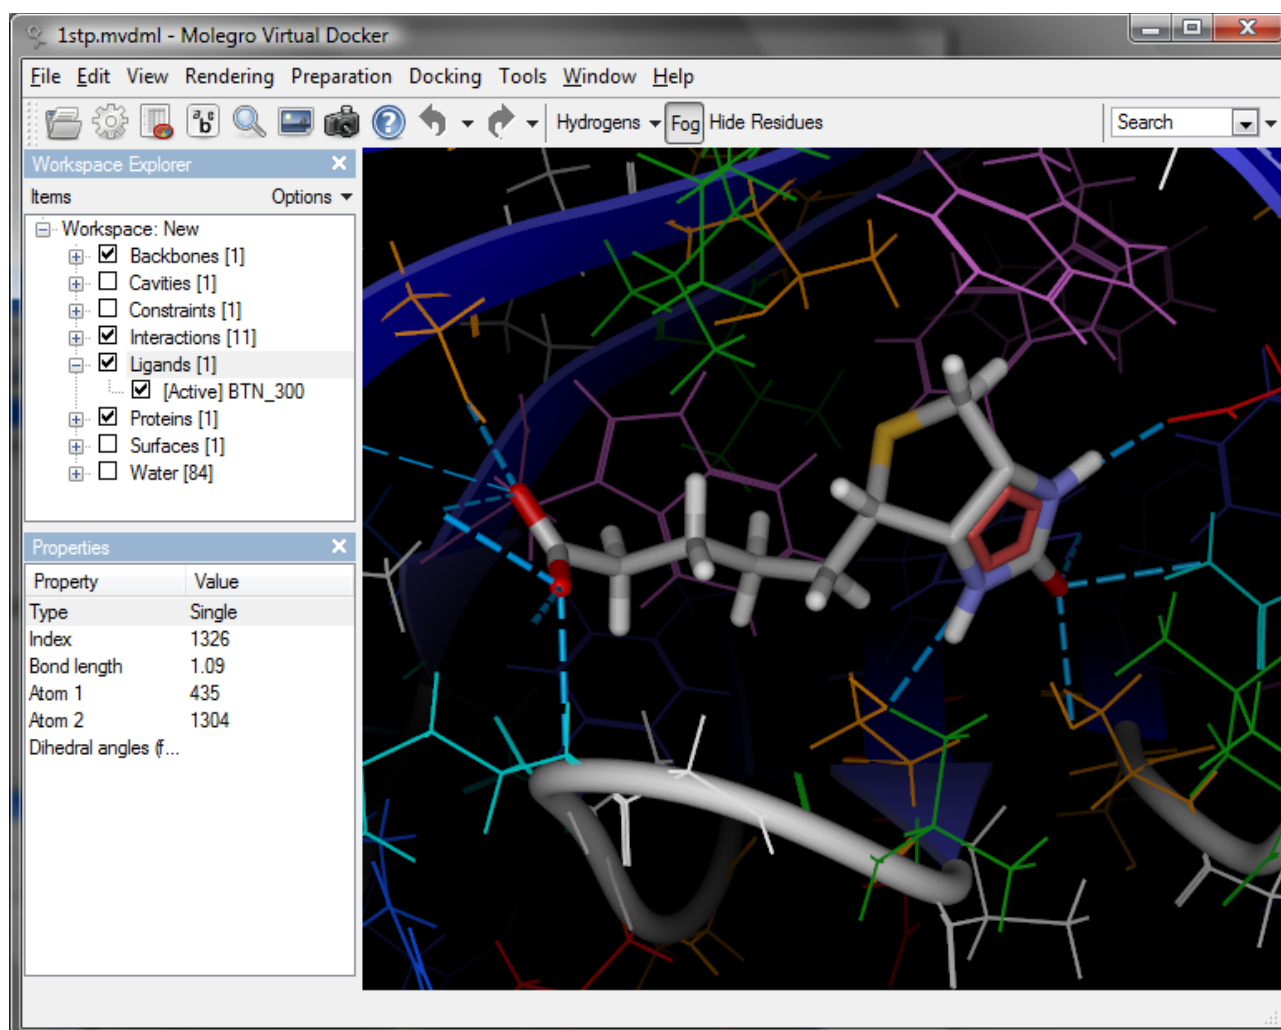 1stp.mvdml - Molegro Virtual Docker
File Edit View Rendering Preparation Docking Tools Window Help
Hydrogens Fog Hide Residues Search
Workspace Explorer
Items Options
Workspace: New
Backbones [1]
Cavities [1]
Constraints [1]
Interactions [11]
Ligands [1]
[Active] BTN_300
Proteins [1]
Surfaces [1]
Water [84]
Properties
Property Value
Type Single
Index 1326
Bond length 1.09
Atom 1 435
Atom 2 1304
Dihedral angles (f...